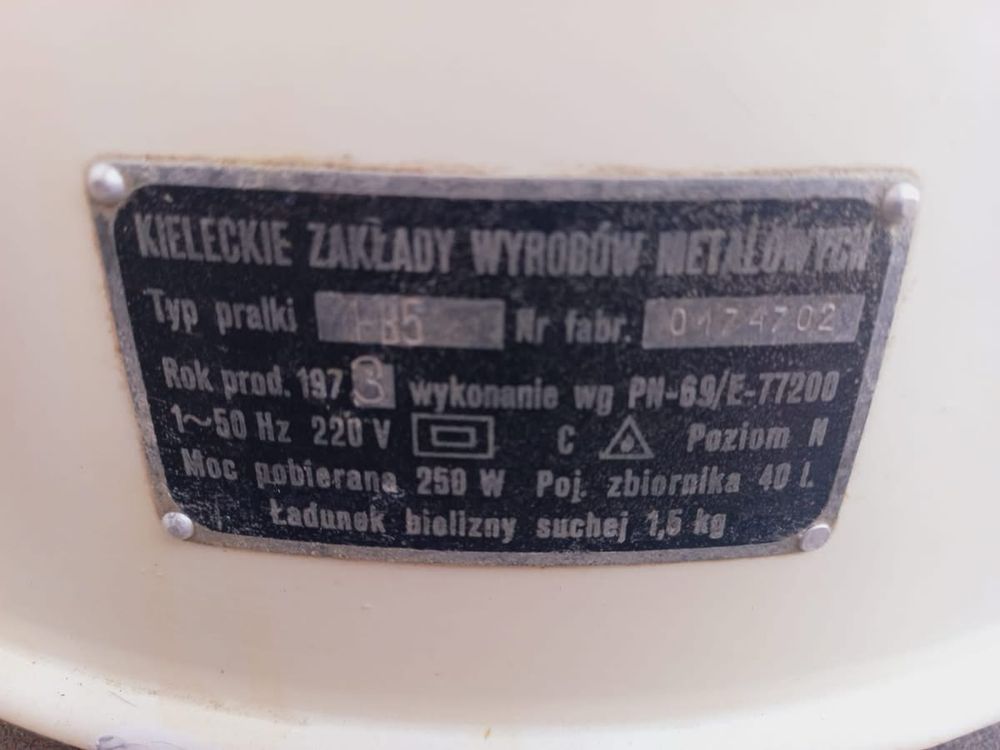 KIELECKIE ZAKŁADY WYROBÓW METALOWYCH
Typ pralki Nr fabr. 0174702
Rok prod. 1973 wykonanie wg PN-69/E-77200
1~50 Hz 220 V C Poziom N
Moc pobierana 250 W Poj. zbiornika 40 l.
Ładunek bielizny suchej 1,5 kg